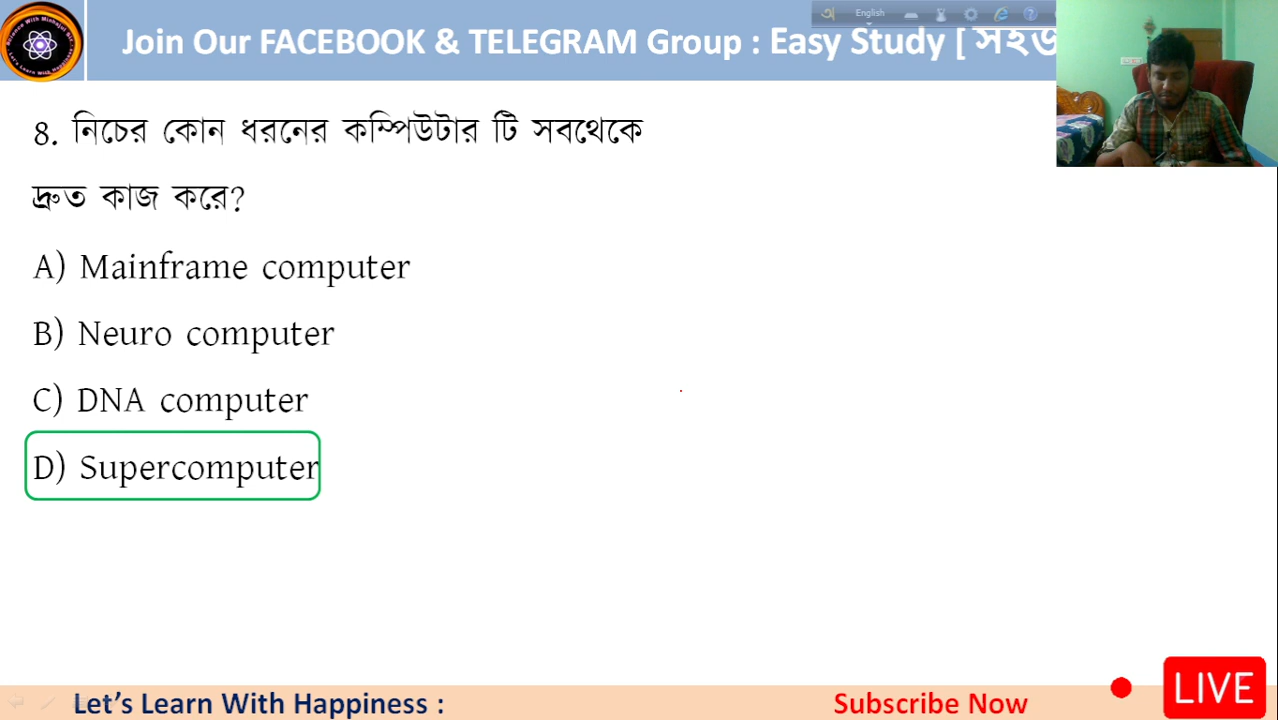 Join Our FACEBOOK & TELEGRAM Group : Easy Study [
English
8. নিচের কোন ধরনের কম্পিউটার টি সবথেকে
দ্রুত কাজ করে?
A) Mainframe computer
B) Neuro computer
C) DNA computer
D) Supercomputer
Let's Learn With Happiness :
Subscribe Now
LIVE